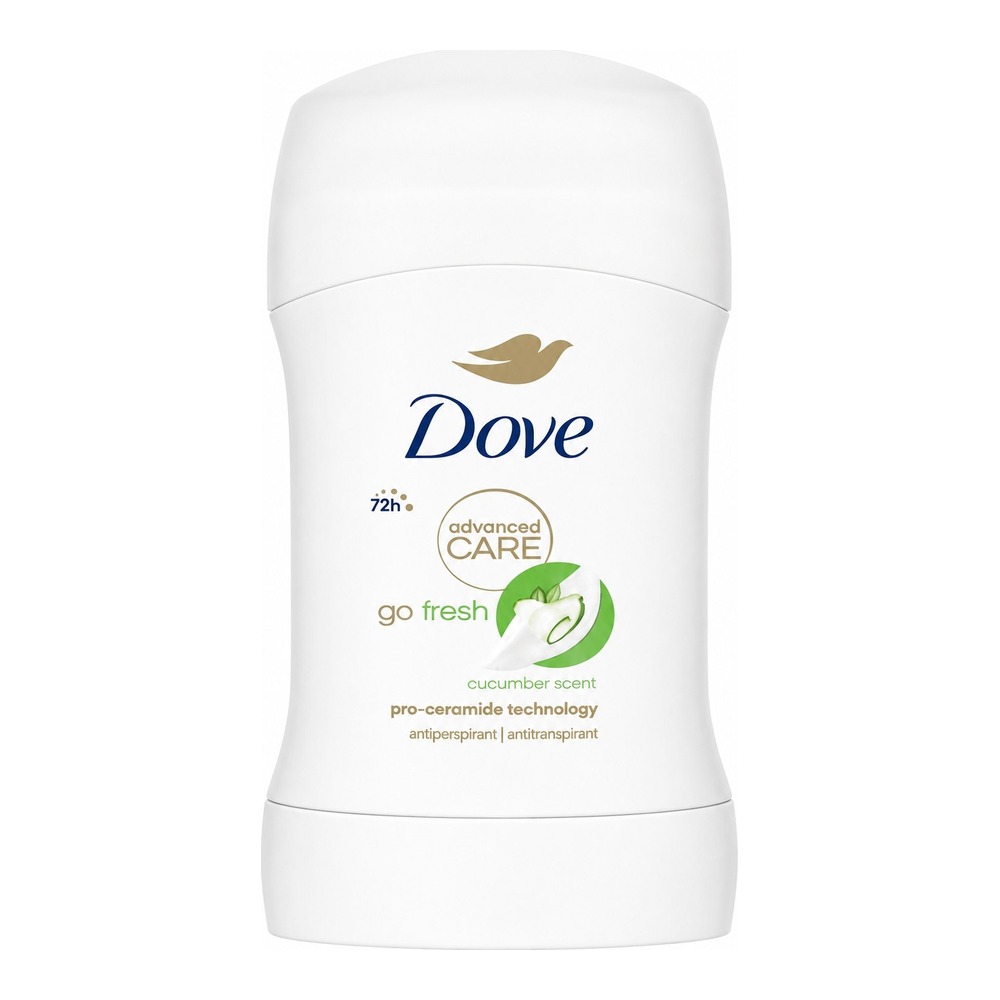 Dove
72h
advanced
CARE
go fresh
cucumber scent
pro-ceramide technology
antiperspirant | antitranspirant